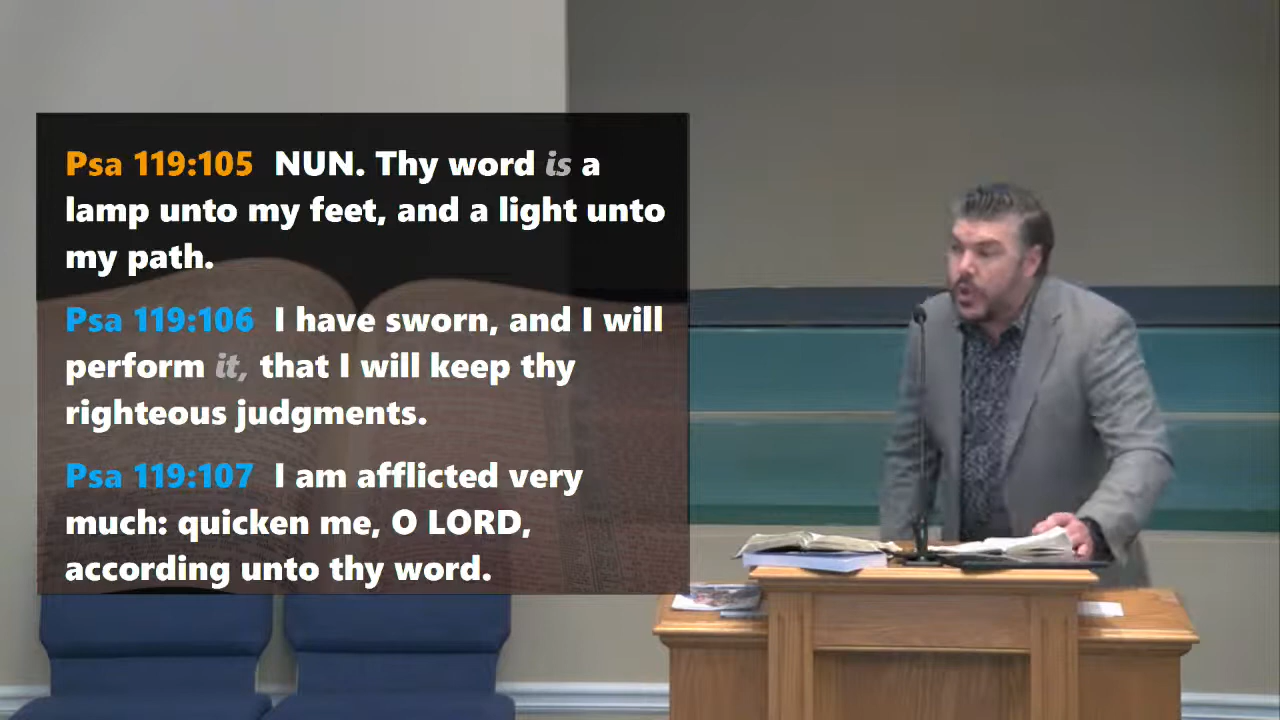 Psa 119:105 NUN. Thy word is a
lamp unto my feet, and a light unto
my path.
Psa 119:106 I have sworn, and I will
perform it, that I will keep thy
righteous judgments.
Psa 119:107 I am afflicted very
much: quicken me, O LORD,
according unto thy word.